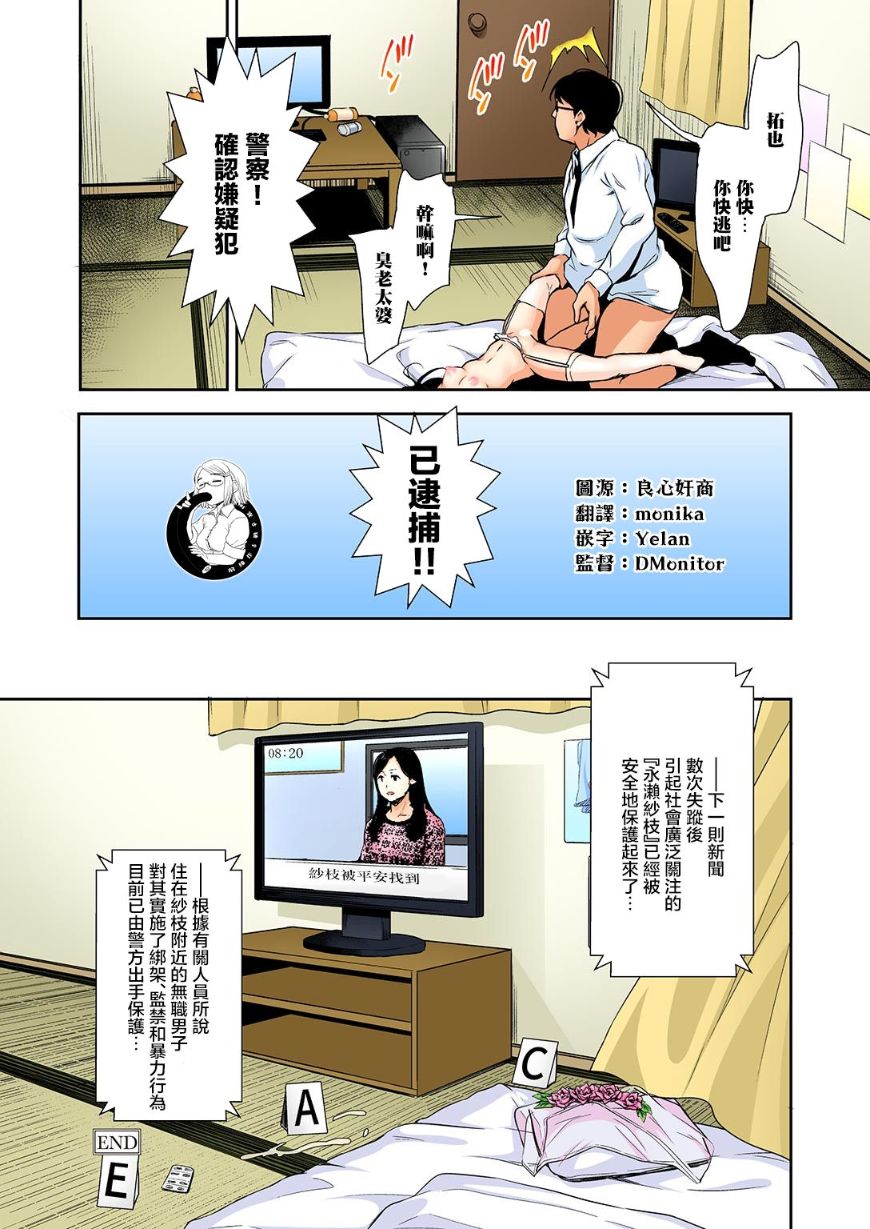 拓也
你快…
你快逃吧
ズッ
ズッ
ズッ
幹嘛啊！
臭老太婆
警察！
確認嫌疑犯
已逮捕!!
圖源：良心奸商
翻譯：monika
嵌字：Yelan
監督：DMonitor
——下一則新聞
數次失蹤後
引起社會廣泛關注的
『永瀨紗枝』已經被
安全地保護起來了…
08:20
紗枝被平安找到
——根據有關人員所說
住在紗枝附近的無職男子
對其實施了綁架、監禁和暴力行為
目前已由警方出手保護…
C
A
END
E